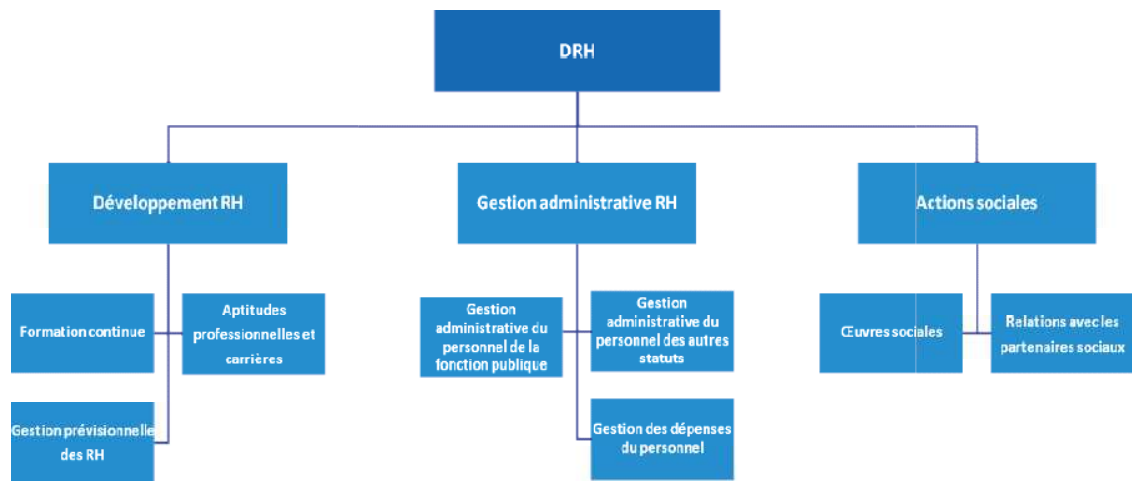 DRH
Développement RH
Gestion administrative RH
Actions sociales
Formation continue
Aptitudes
professionnelles et
carrières
Gestion
administrative du
personnel de la
fonction publique
Gestion
administrative du
personnel des autres
statuts
Œuvres sociales
Relations avec les
partenaires sociaux
Gestion prévisionnelle
des RH
Gestion des dépenses
du personnel